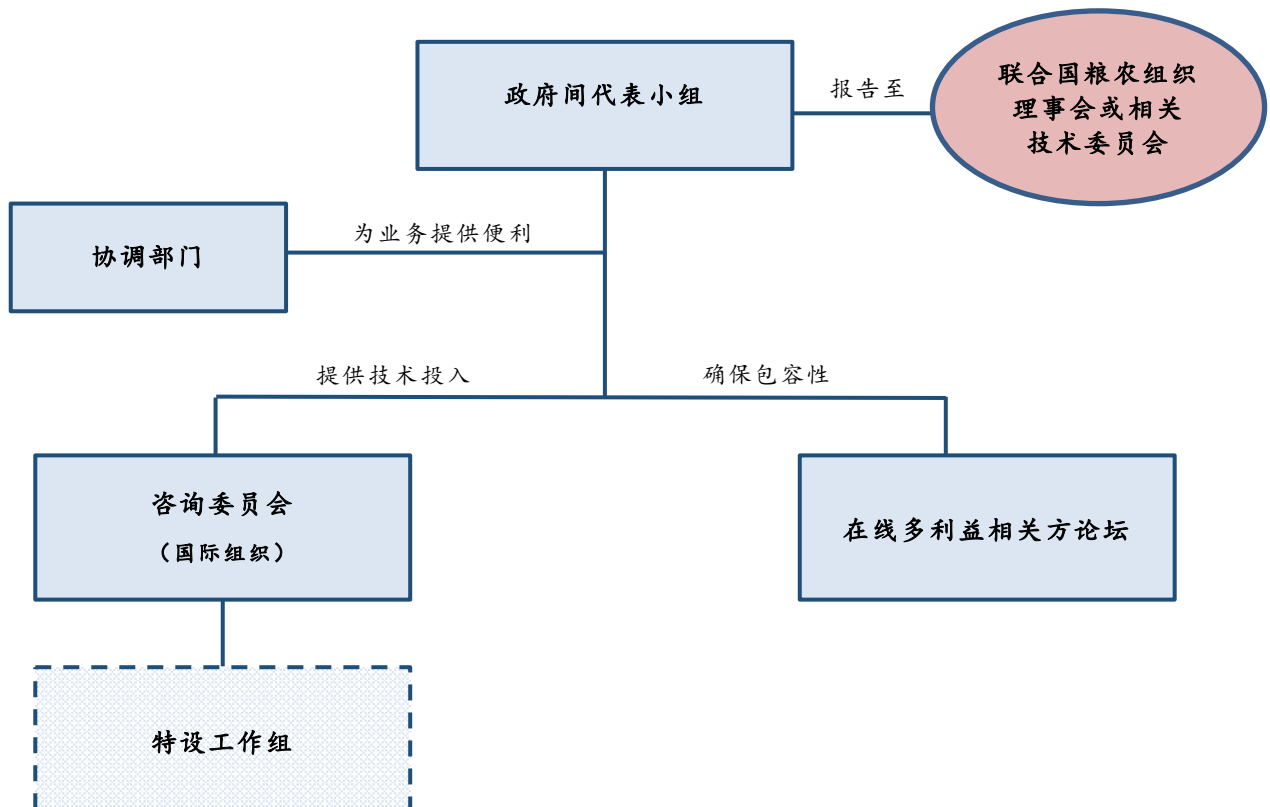 政府间代表小组
报告至
联合国粮农组织
理事会或相关
技术委员会
协调部门
为业务提供便利
提供技术投入
确保包容性
咨询委员会
（国际组织）
在线多利益相关方论坛
特设工作组